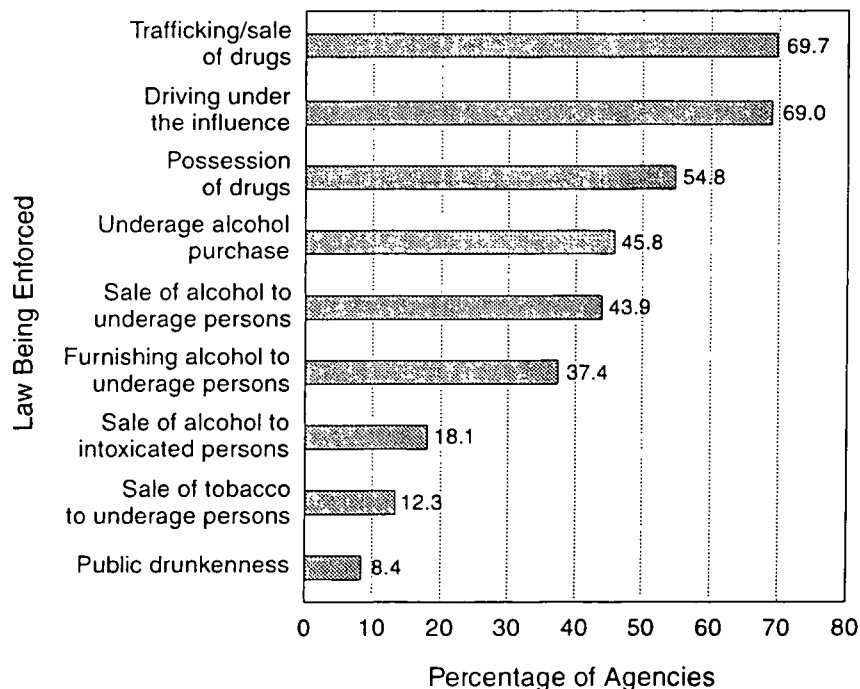 Trafficking/sale
of drugs
69.7
Driving under
the influence
69.0
Possession
of drugs
54.8
Underage alcohol
purchase
45.8
Sale of alcohol to
underage persons
43.9
Furnishing alcohol to
underage persons
37.4
Sale of alcohol to
intoxicated persons
18.1
Sale of tobacco
to underage persons
12.3
Public drunkenness
8.4
Law Being Enforced
0 10 20 30 40 50 60 70 80
Percentage of Agencies